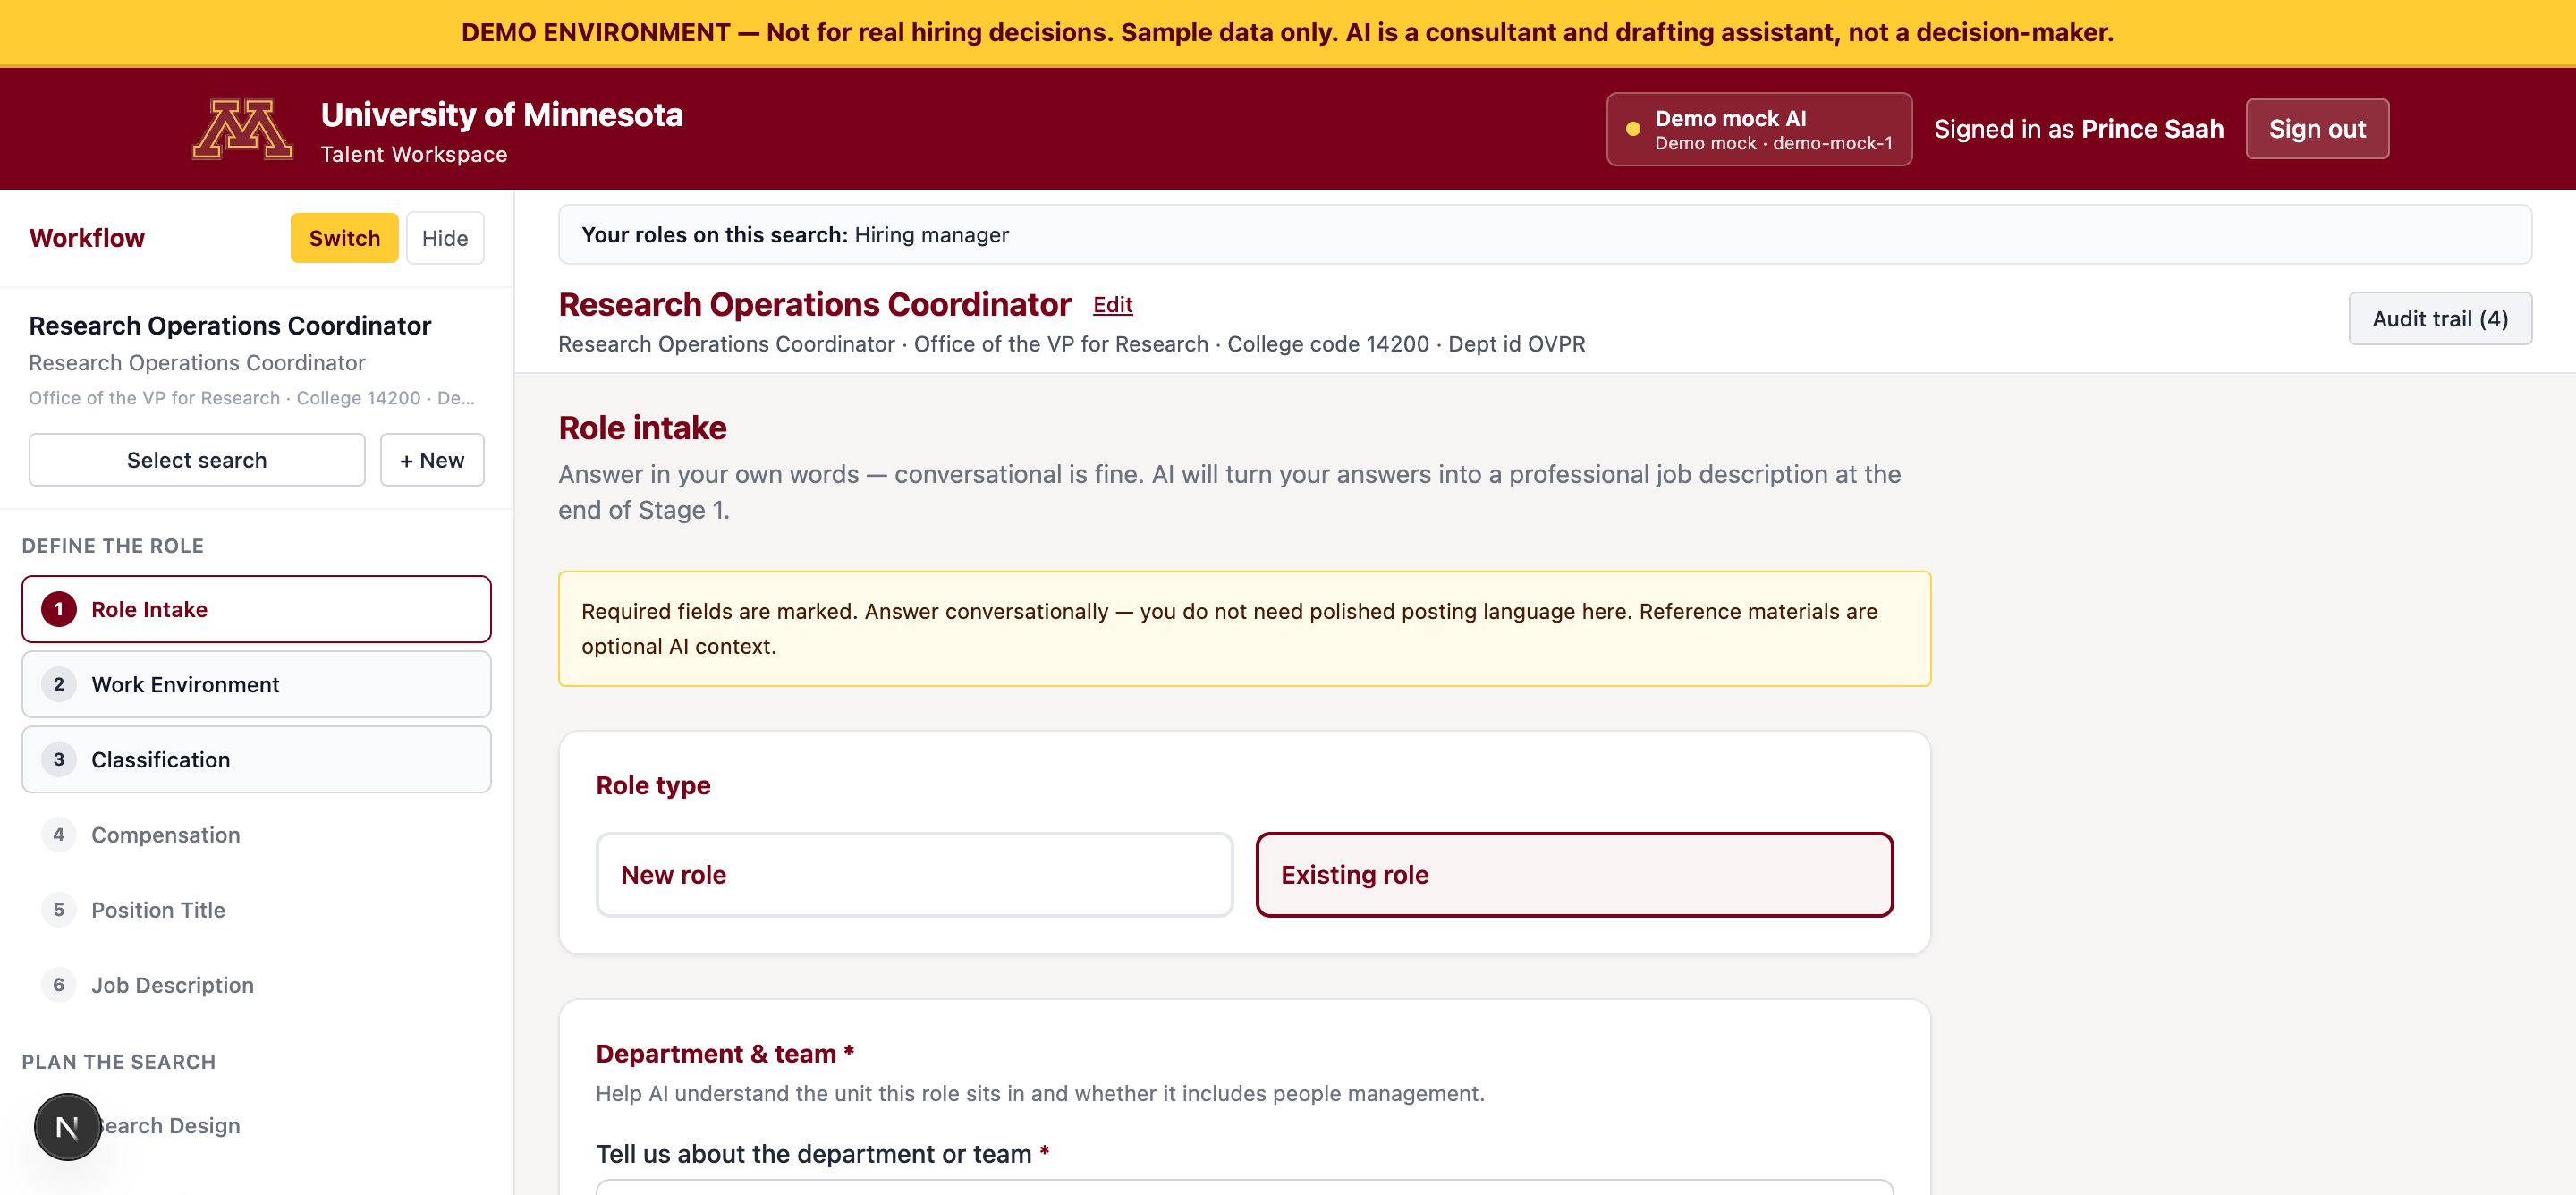 DEMO ENVIRONMENT — Not for real hiring decisions. Sample data only. AI is a consultant and drafting assistant, not a decision-maker.
M
University of Minnesota
Talent Workspace
Demo mock AI
Demo mock · demo-mock-1
Signed in as Prince Saah
Sign out
Workflow
Switch
Hide
Research Operations Coordinator
Research Operations Coordinator
Office of the VP for Research · College 14200 · De...
Select search
+ New
DEFINE THE ROLE
1 Role Intake
2 Work Environment
3 Classification
4 Compensation
5 Position Title
6 Job Description
PLAN THE SEARCH
N
Search Design
Your roles on this search: Hiring manager
Research Operations Coordinator Edit
Research Operations Coordinator · Office of the VP for Research · College code 14200 · Dept id OVPR
Audit trail (4)
Role intake
Answer in your own words — conversational is fine. AI will turn your answers into a professional job description at the
end of Stage 1.
Required fields are marked. Answer conversationally — you do not need polished posting language here. Reference materials are
optional AI context.
Role type
New role
Existing role
Department & team *
Help AI understand the unit this role sits in and whether it includes people management.
Tell us about the department or team *